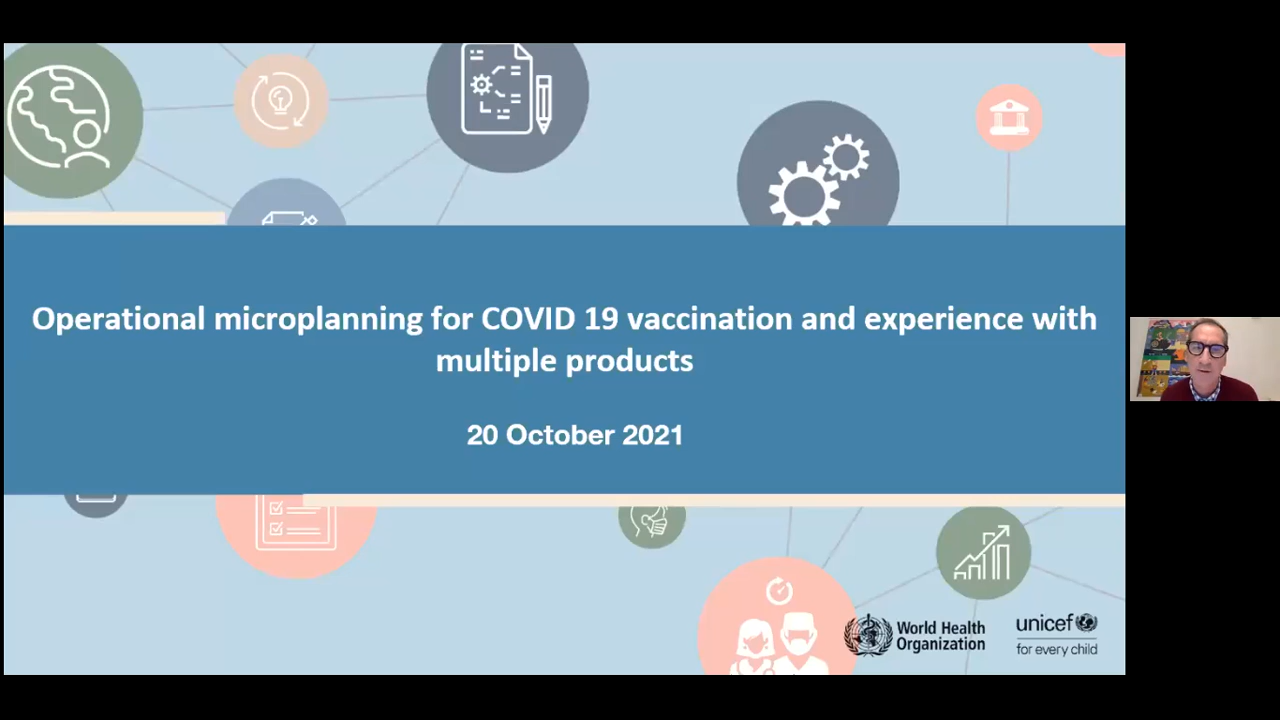 Operational microplanning for COVID 19 vaccination and experience with
multiple products
20 October 2021
World Health
Organization
unicef
for every child